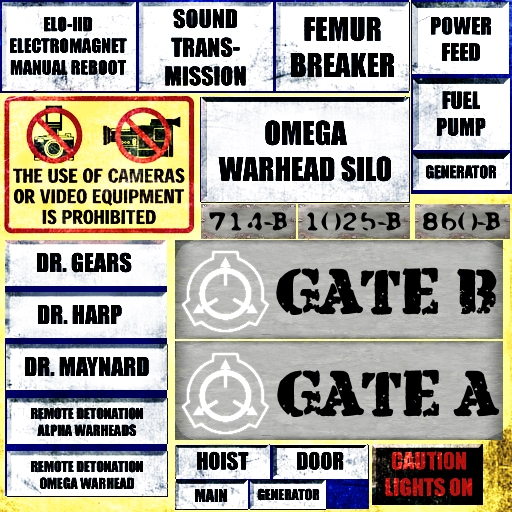 ELO-IID
ELECTROMAGNET
MANUAL REBOOT
SOUND
TRANS-
MISSION
FEMUR
BREAKER
POWER
FEED
FUEL
PUMP
GENERATOR
THE USE OF CAMERAS
OR VIDEO EQUIPMENT
IS PROHIBITED
OMEGA
WARHEAD SILO
714-B
1025-B
860-B
DR. GEARS
DR. HARP
DR. MAYNARD
REMOTE DETONATION
ALPHA WARHEADS
REMOTE DETONATION
OMEGA WARHEAD
GATE B
GATE A
HOIST
DOOR
MAIN
GENERATOR
CAUTION
LIGHTS ON